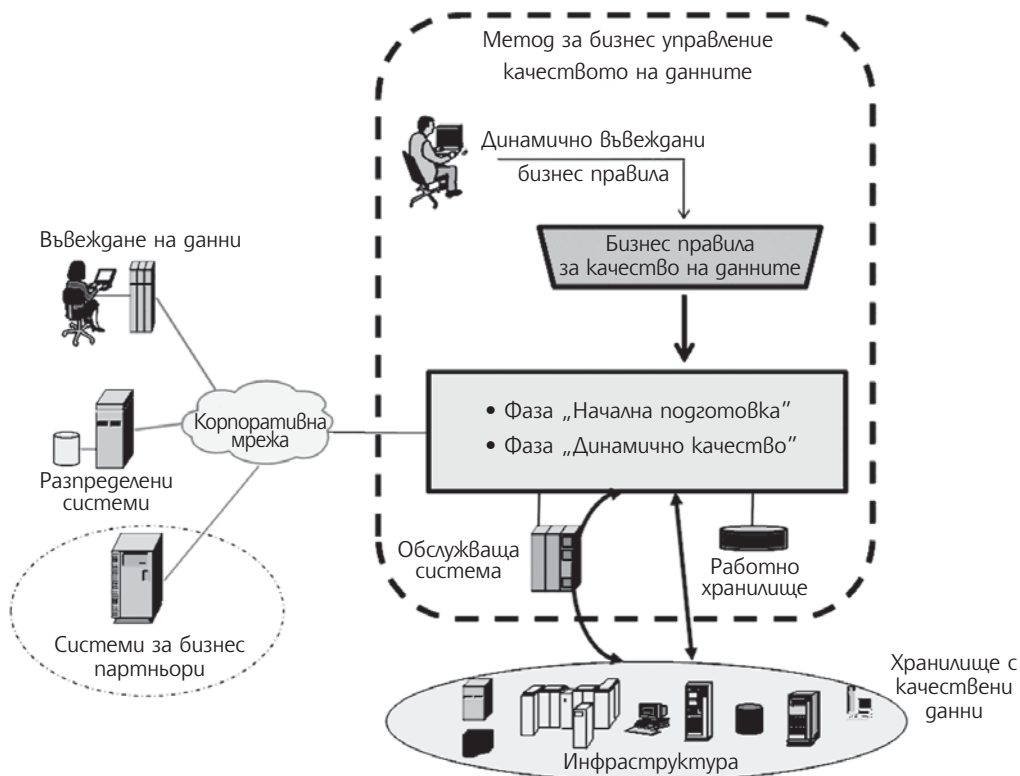 Метод за бизнес управление
качеството на данните
Динамично въвеждани
бизнес правила
Въвеждане на данни
Бизнес правила
за качество на данните
• Фаза „Начална подготовка”
• Фаза „Динамично качество”
Корпоративна
мрежа
Разпределени
системи
Обслужваща
система
Работно
хранилище
Системи за бизнес
партньори
Хранилище с
качествени
данни
Инфраструктура